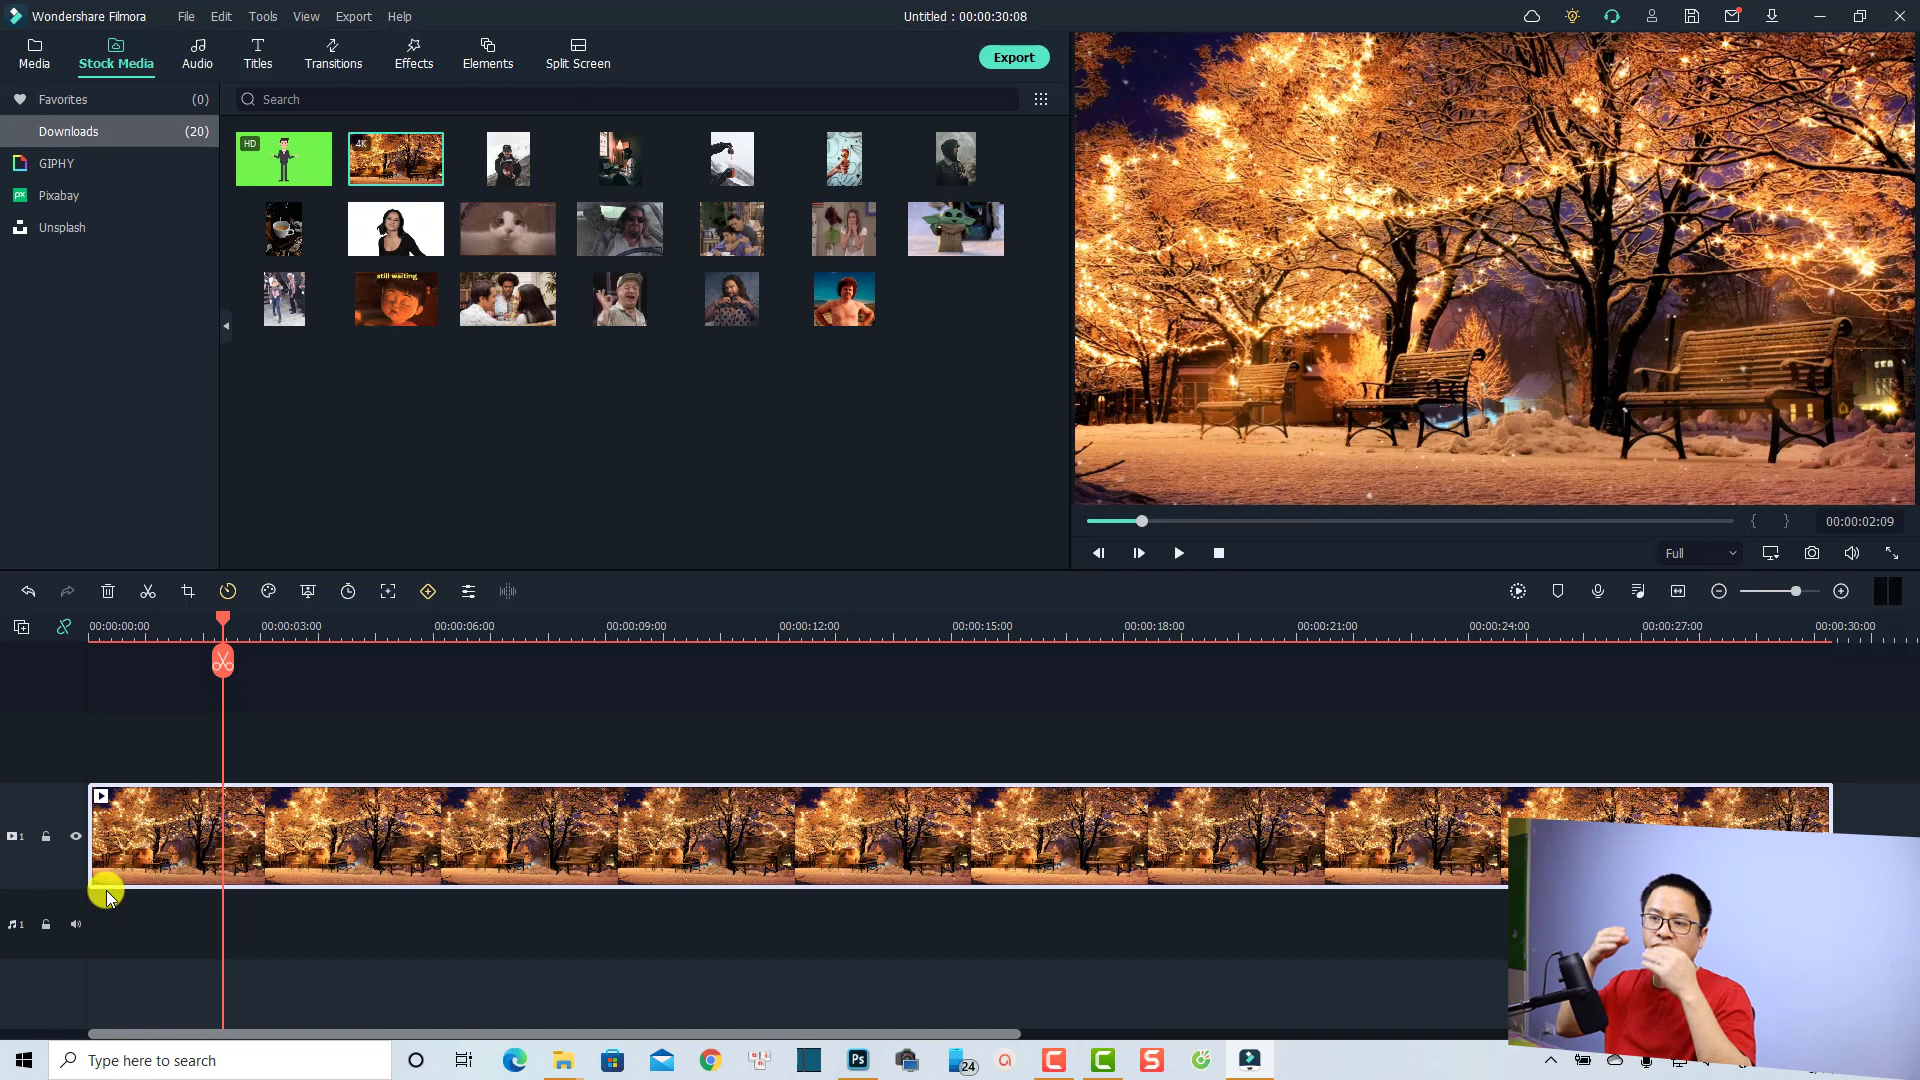 Wondershare Filmora File Edit Tools View Export Help Untitled : 00:00:30:08
Media Stock Media Audio Titles Transitions Effects Elements Split Screen Export
Favorites (0)
Downloads (20)
GIPHY
Pixabay
Unsplash
Search
HD
4K
still waiting
00:00:02:09
Full
00:00:00:00 00:00:03:00 00:00:06:00 00:00:09:00 00:00:12:00 00:00:15:00 00:00:18:00 00:00:21:00 00:00:24:00 00:00:27:00 00:00:30:00
1
1
Type here to search
Ps
24